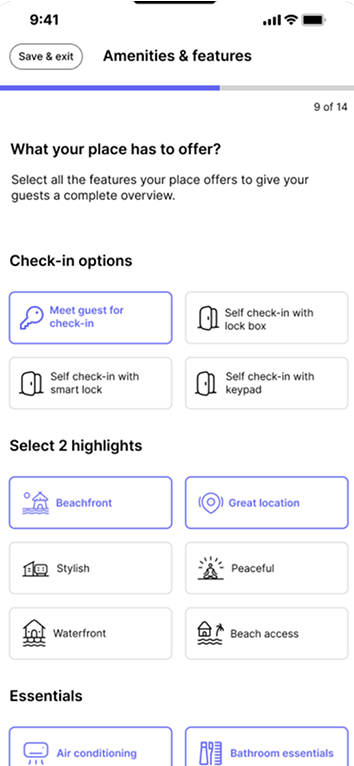 9:41
Save & exit
Amenities & features
9 of 14
What your place has to offer?
Select all the features your place offers to give your
guests a complete overview.
Check-in options
Meet guest for
check-in
Self check-in with
lock box
Self check-in with
smart lock
Self check-in with
keypad
Select 2 highlights
Beachfront
Great location
Stylish
Peaceful
Waterfront
Beach access
Essentials
Air conditioning
Bathroom essentials